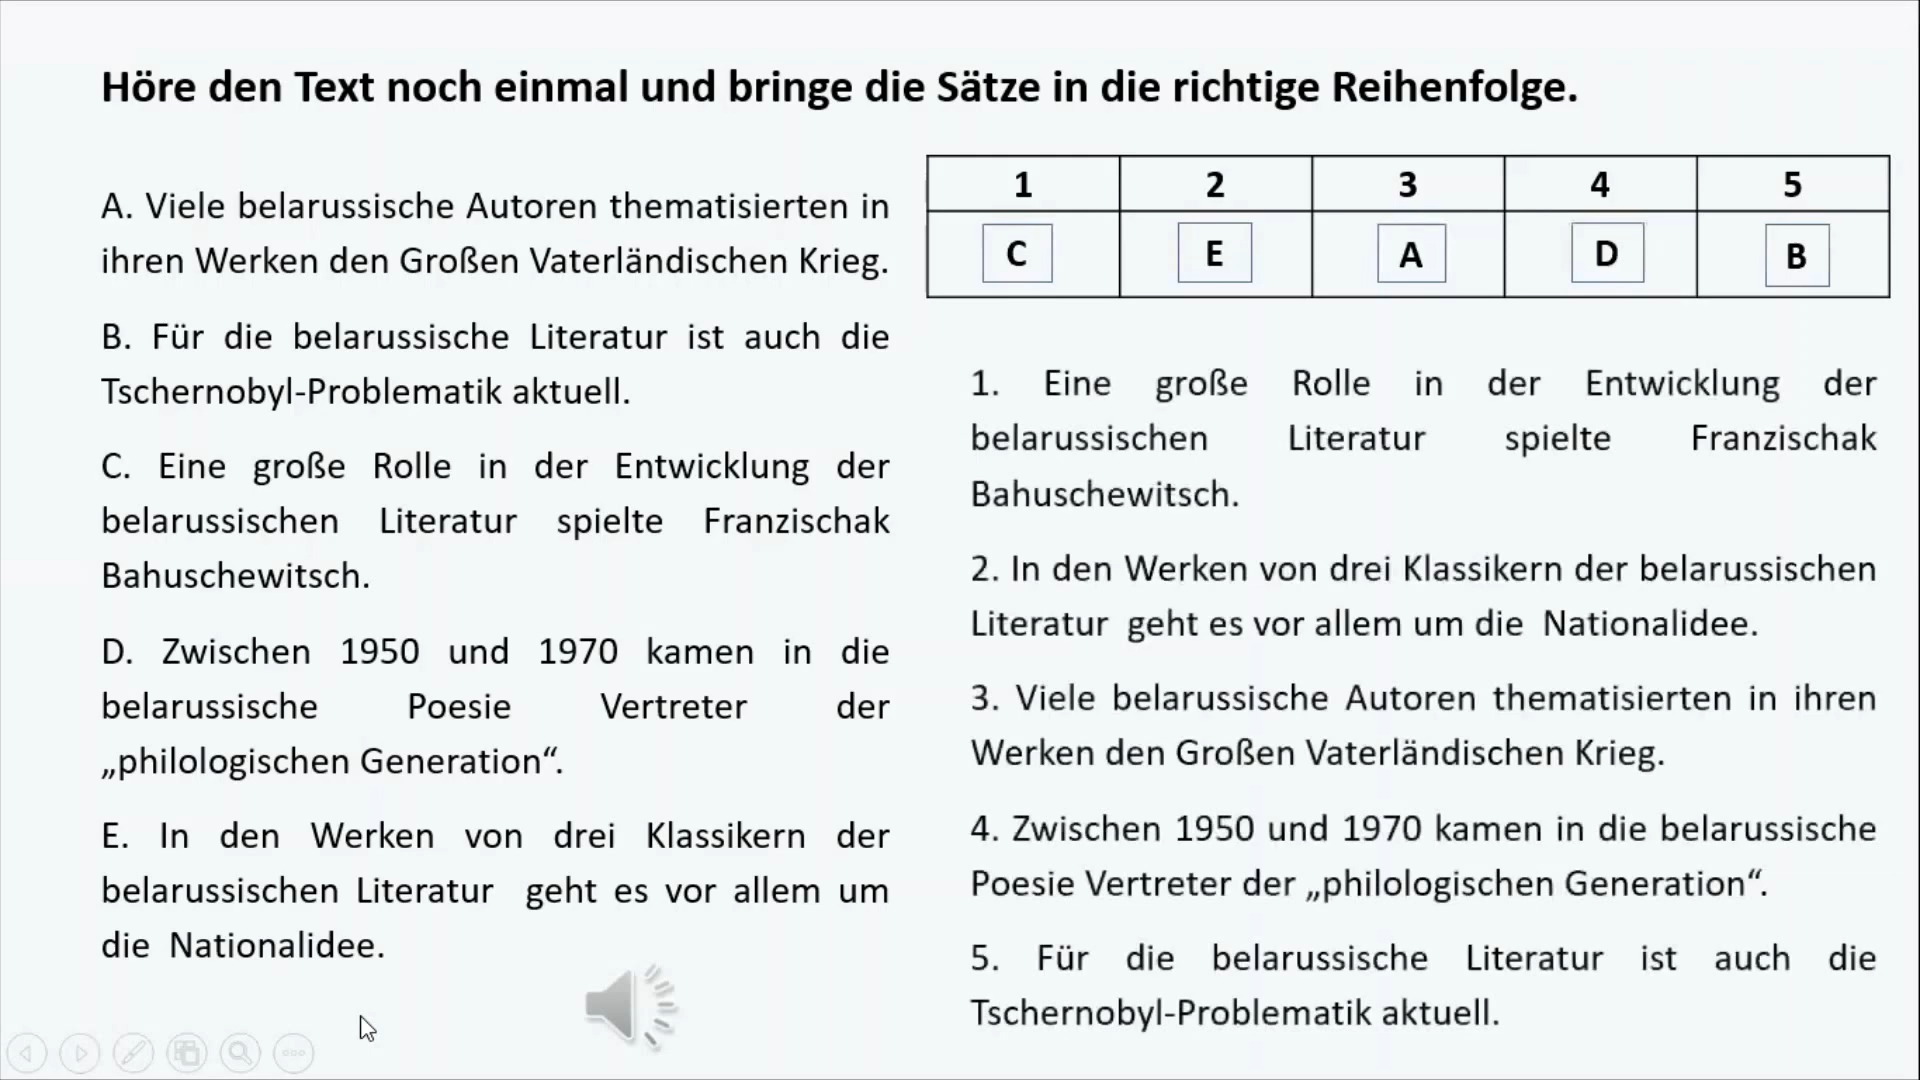 Höre den Text noch einmal und bringe die Sätze in die richtige Reihenfolge.
A. Viele belarussische Autoren thematisierten in
ihren Werken den Großen Vaterländischen Krieg.
B. Für die belarussische Literatur ist auch die
Tschernobyl-Problematik aktuell.
C. Eine große Rolle in der Entwicklung der
belarussischen Literatur spielte Franzischak
Bahuschewitsch.
D. Zwischen 1950 und 1970 kamen in die
belarussische Poesie Vertreter der
„philologischen Generation“.
E. In den Werken von drei Klassikern der
belarussischen Literatur geht es vor allem um
die Nationalidee.
1 2 3 4 5
C E A D B
1. Eine große Rolle in der Entwicklung der
belarussischen Literatur spielte Franzischak
Bahuschewitsch.
2. In den Werken von drei Klassikern der belarussischen
Literatur geht es vor allem um die Nationalidee.
3. Viele belarussische Autoren thematisierten in ihren
Werken den Großen Vaterländischen Krieg.
4. Zwischen 1950 und 1970 kamen in die belarussische
Poesie Vertreter der „philologischen Generation“.
5. Für die belarussische Literatur ist auch die
Tschernobyl-Problematik aktuell.